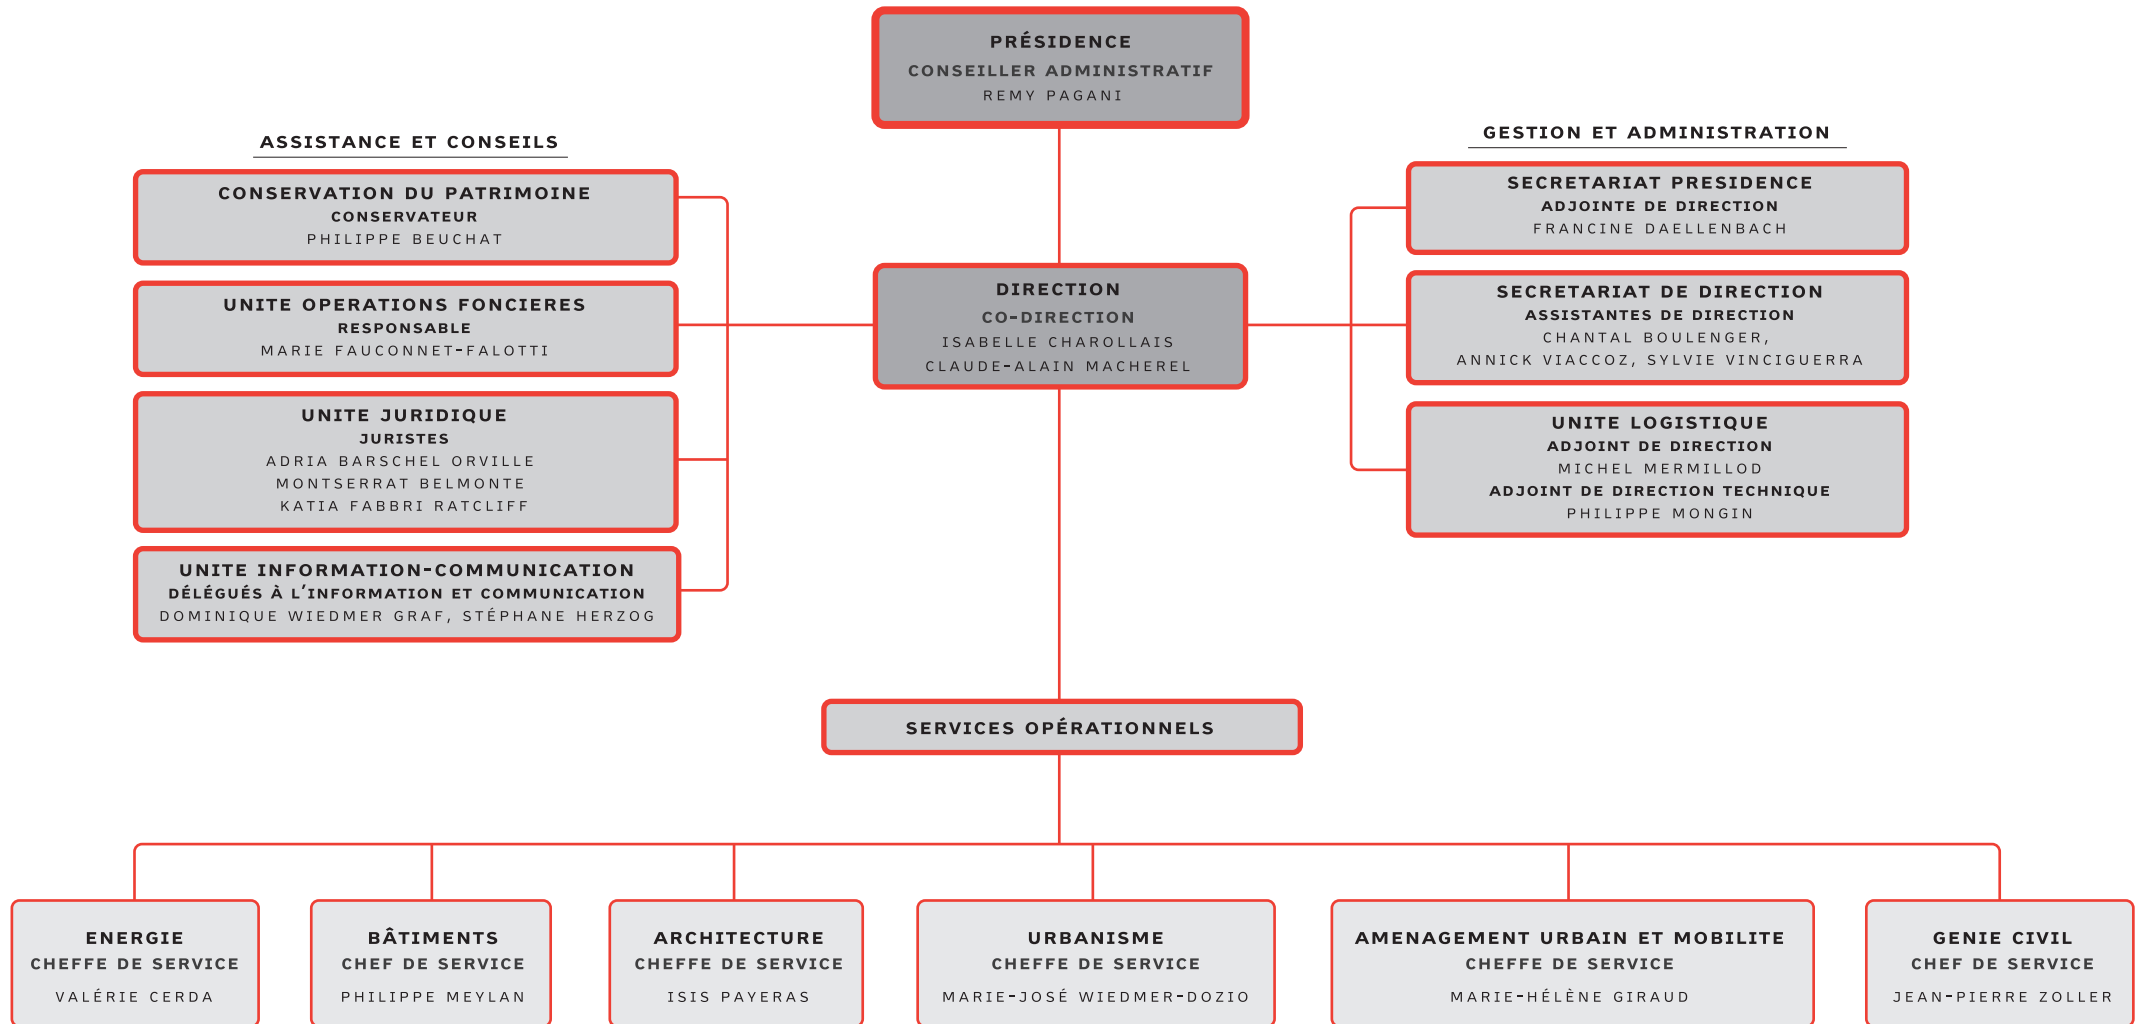 PRÉSIDENCE
CONSEILLER ADMINISTRATIF
REMY PAGANI
ASSISTANCE ET CONSEILS
CONSERVATION DU PATRIMOINE
CONSERVATEUR
PHILIPPE BEUCHAT
UNITE OPERATIONS FONCIERES
RESPONSABLE
MARIE FAUCONNET-FALOTTI
UNITE JURIDIQUE
JURISTES
ADRIA BARSCHEL ORVILLE
MONTSERRAT BELMONTE
KATIA FABBRI RATCLIFF
UNITE INFORMATION-COMMUNICATION
DÉLÉGUÉS À L'INFORMATION ET COMMUNICATION
DOMINIQUE WIEDMER GRAF, STÉPHANE HERZOG
DIRECTION
CO-DIRECTION
ISABELLE CHAROLLAIS
CLAUDE-ALAIN MACHEREL
GESTION ET ADMINISTRATION
SECRETARIAT PRESIDENCE
ADJOINTE DE DIRECTION
FRANCINE DAELLENBACH
SECRETARIAT DE DIRECTION
ASSISTANTES DE DIRECTION
CHANTAL BOULENGER,
ANNICK VIACCOZ, SYLVIE VINCIGUERRA
UNITE LOGISTIQUE
ADJOINT DE DIRECTION
MICHEL MERMILLOD
ADJOINT DE DIRECTION TECHNIQUE
PHILIPPE MONGIN
SERVICES OPÉRATIONNELS
ENERGIE
CHEFFE DE SERVICE
VALÉRIE CERDA
BÂTIMENTS
CHEF DE SERVICE
PHILIPPE MEYLAN
ARCHITECTURE
CHEFFE DE SERVICE
ISIS PAYERAS
URBANISME
CHEFFE DE SERVICE
MARIE-JOSÉ WIEDMER-DOZIO
AMENAGEMENT URBAIN ET MOBILITE
CHEFFE DE SERVICE
MARIE-HÉLÈNE GIRAUD
GENIE CIVIL
CHEF DE SERVICE
JEAN-PIERRE ZOLLER